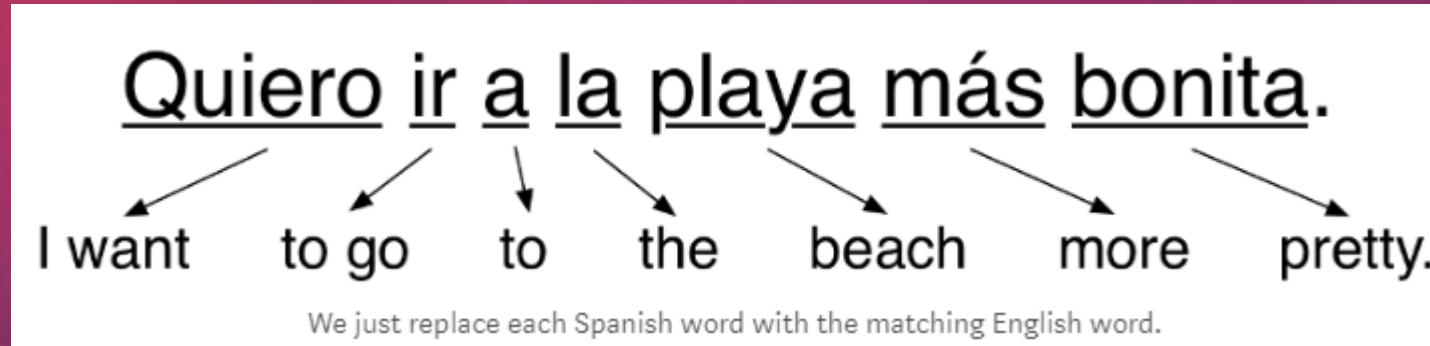 Quiero ir a la playa más bonita.
I want to go to the beach more pretty.
We just replace each Spanish word with the matching English word.